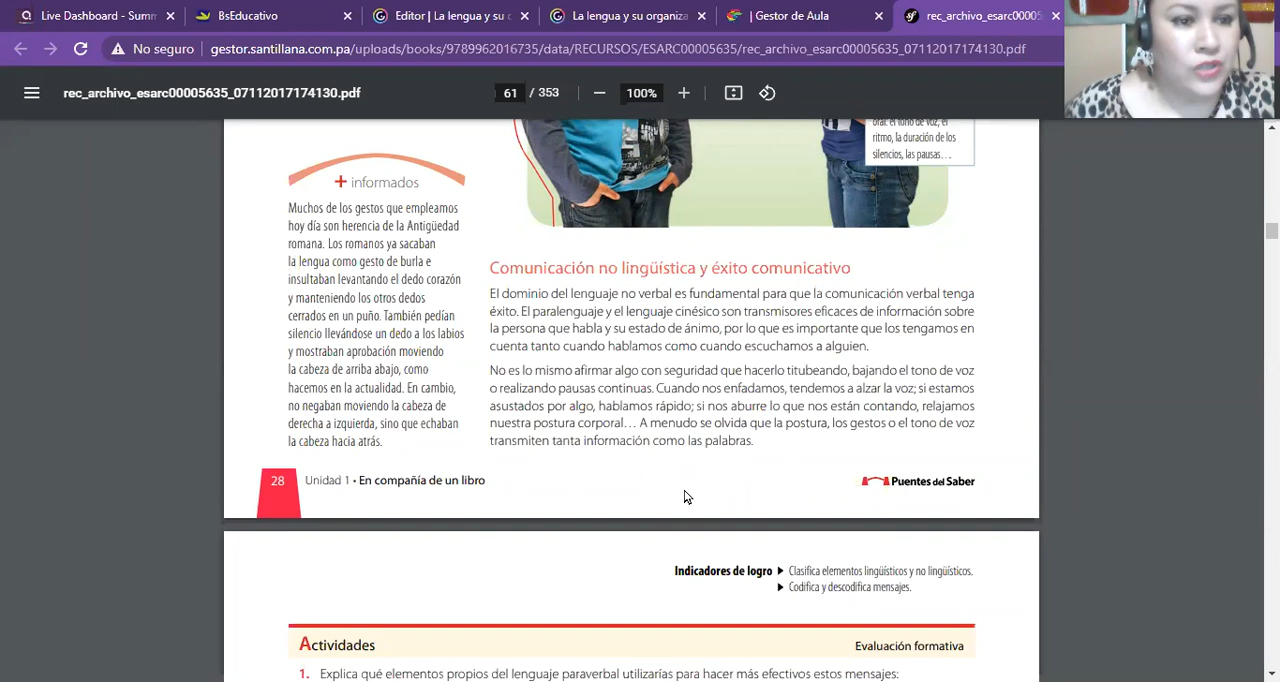 Live Dashboard - Summ
BsEducativo
Editor | La lengua y su o
La lengua y su organiza
| Gestor de Aula
rec_archivo_esarc00005
No seguro
gestor.santillana.com.pa/uploads/books/9789962016735/data/RECURSOS/ESARC00005635/rec_archivo_esarc00005635_07112017174130.pdf
rec_archivo_esarc00005635_07112017174130.pdf
61 / 353
100%
oral: el tono de voz, el
ritmo, la duración de los
silencios, las pausas…
+ informados
Muchos de los gestos que empleamos
hoy día son herencia de la Antigüedad
romana. Los romanos ya sacaban
la lengua como gesto de burla e
insultaban levantando el dedo corazón
y manteniendo los otros dedos
cerrados en un puño. También pedían
silencio llevándose un dedo a los labios
y mostraban aprobación moviendo
la cabeza de arriba abajo, como
hacemos en la actualidad. En cambio,
no negaban moviendo la cabeza de
derecha a izquierda, sino que echaban
la cabeza hacia atrás.
Comunicación no lingüística y éxito comunicativo
El dominio del lenguaje no verbal es fundamental para que la comunicación verbal tenga
éxito. El paralenguaje y el lenguaje cinésico son transmisores eficaces de información sobre
la persona que habla y su estado de ánimo, por lo que es importante que los tengamos en
cuenta tanto cuando hablamos como cuando escuchamos a alguien.
No es lo mismo afirmar algo con seguridad que hacerlo titubeando, bajando el tono de voz
o realizando pausas continuas. Cuando nos enfadamos, tendemos a alzar la voz; si estamos
asustados por algo, hablamos rápido; si nos aburre lo que nos están contando, relajamos
nuestra postura corporal… A menudo se olvida que la postura, los gestos o el tono de voz
transmiten tanta información como las palabras.
28
Unidad 1 • En compañía de un libro
Puentes del Saber
Indicadores de logro ▶ Clasifica elementos lingüísticos y no lingüísticos.
▶ Codifica y descodifica mensajes.
Actividades
Evaluación formativa
1. Explica qué elementos propios del lenguaje paraverbal utilizarías para hacer más efectivos estos mensajes: